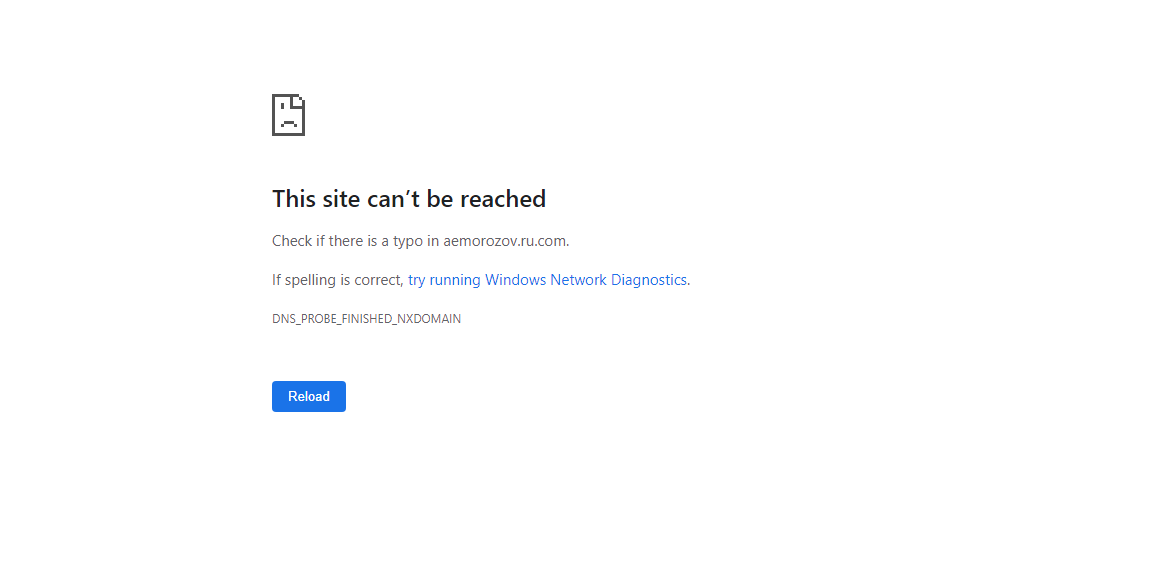 This site can’t be reached
Check if there is a typo in aemorozov.ru.com.
If spelling is correct, try running Windows Network Diagnostics.
DNS_PROBE_FINISHED_NXDOMAIN
Reload